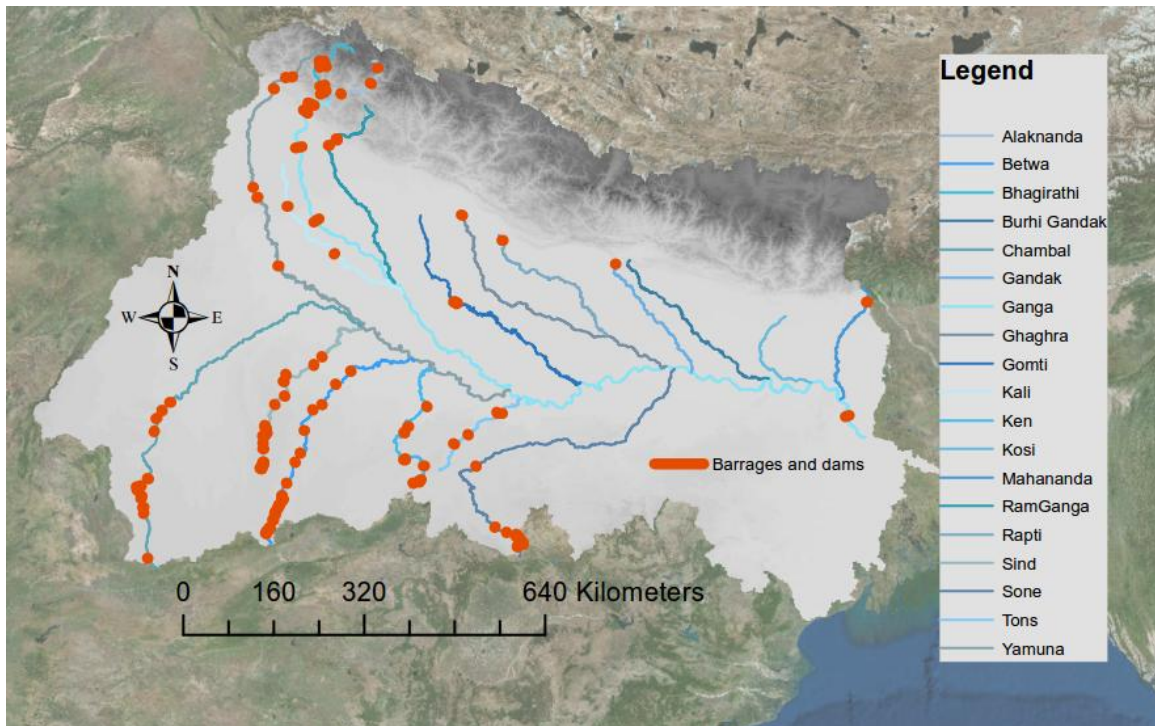 Legend
Alaknanda
Betwa
Bhagirathi
Burhi Gandak
Chambal
Gandak
Ganga
Ghaghra
Gomti
Kali
Ken
Kosi
Mahananda
RamGanga
Rapti
Sind
Sone
Tons
Yamuna
N
W E
S
Barrages and dams
0 160 320 640 Kilometers